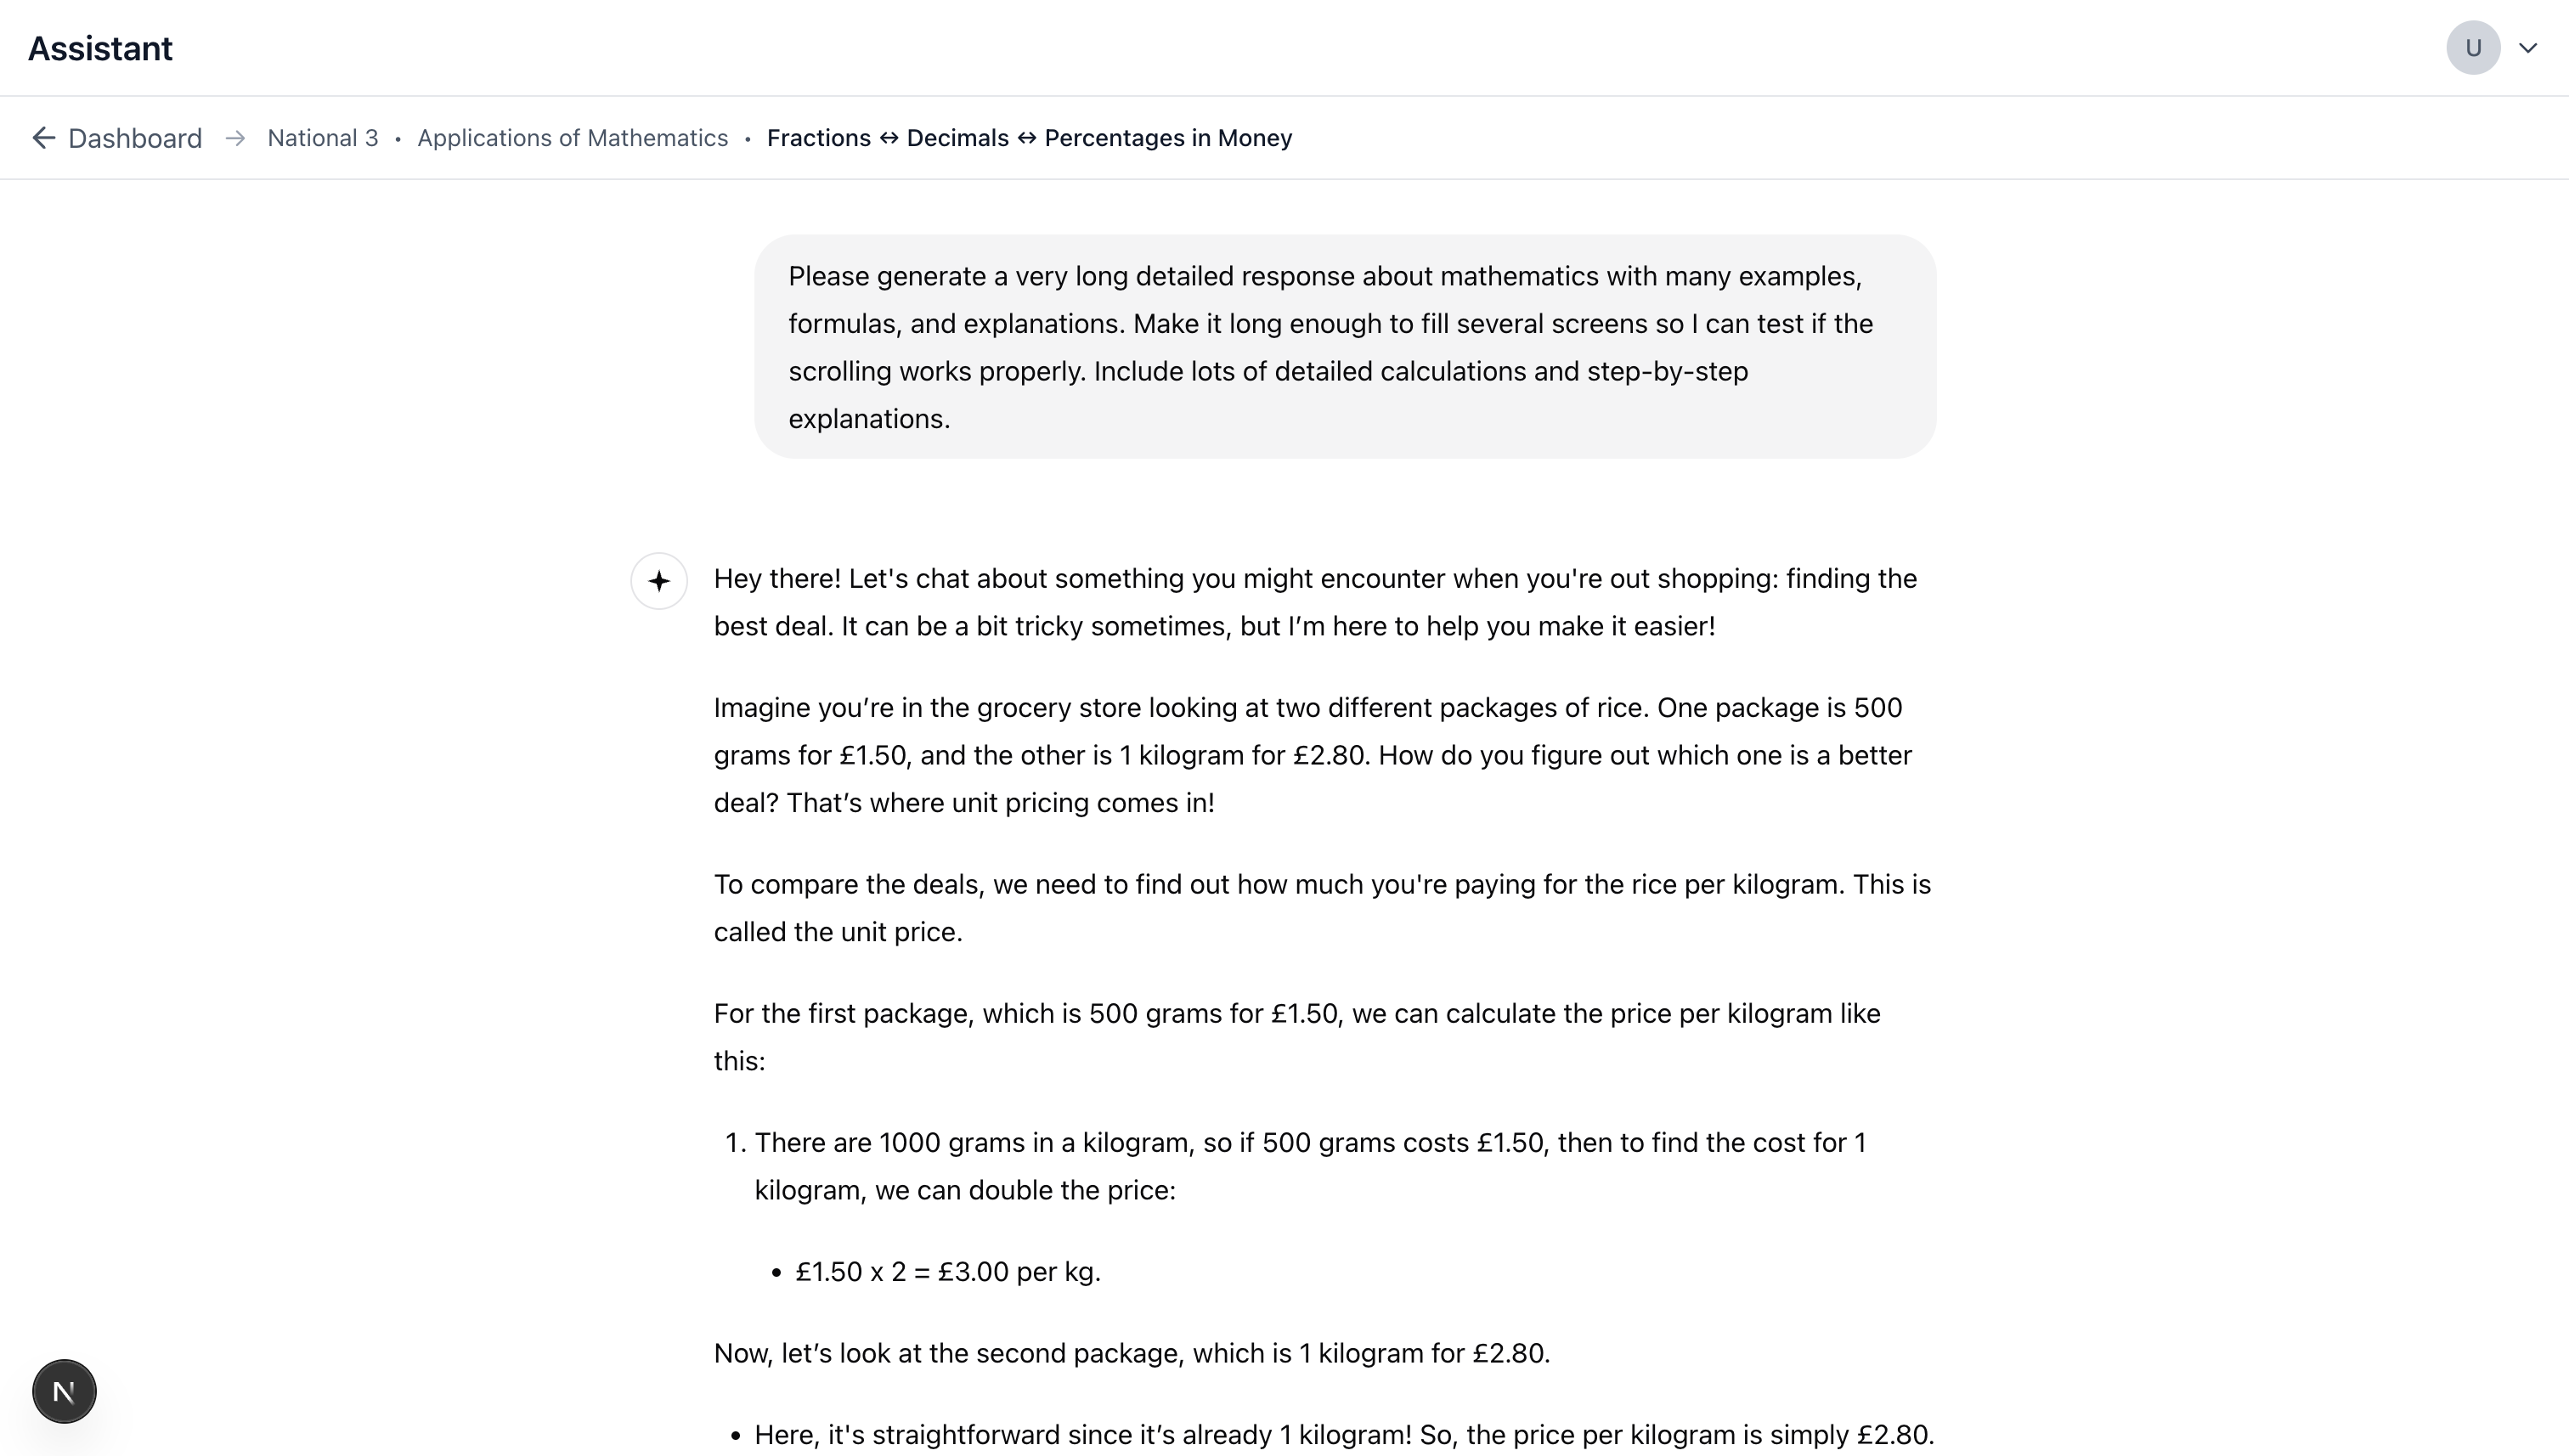 Assistant
U
Dashboard → National 3 • Applications of Mathematics • Fractions ↔ Decimals ↔ Percentages in Money
Please generate a very long detailed response about mathematics with many examples,
formulas, and explanations. Make it long enough to fill several screens so I can test if the
scrolling works properly. Include lots of detailed calculations and step-by-step
explanations.
Hey there! Let's chat about something you might encounter when you're out shopping: finding the
best deal. It can be a bit tricky sometimes, but I’m here to help you make it easier!
Imagine you’re in the grocery store looking at two different packages of rice. One package is 500
grams for £1.50, and the other is 1 kilogram for £2.80. How do you figure out which one is a better
deal? That’s where unit pricing comes in!
To compare the deals, we need to find out how much you're paying for the rice per kilogram. This is
called the unit price.
For the first package, which is 500 grams for £1.50, we can calculate the price per kilogram like
this:
1. There are 1000 grams in a kilogram, so if 500 grams costs £1.50, then to find the cost for 1
kilogram, we can double the price:
• £1.50 x 2 = £3.00 per kg.
Now, let’s look at the second package, which is 1 kilogram for £2.80.
N
• Here, it's straightforward since it’s already 1 kilogram! So, the price per kilogram is simply £2.80.